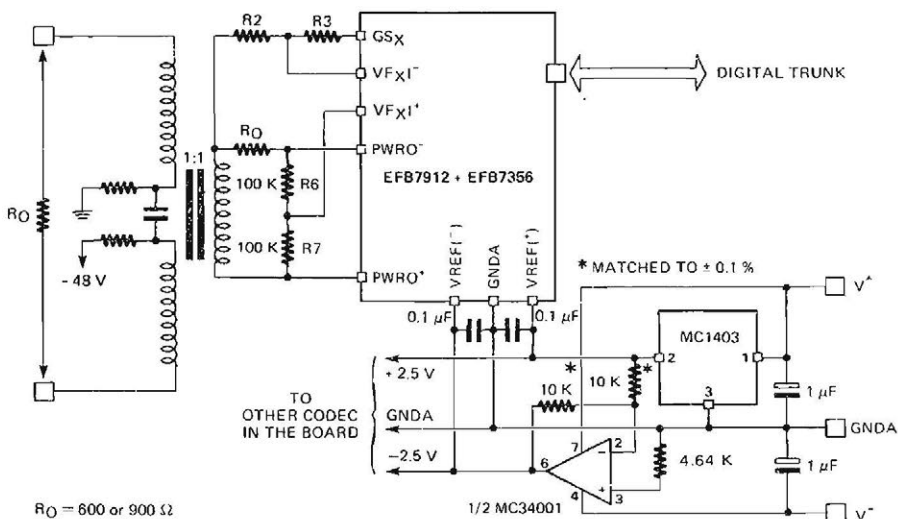 R2
R3
GSX
VFXI⁻
VFXI⁺
DIGITAL TRUNK
RO
PWRO⁻
1:1
EFB7912 + EFB7356
100 K
R6
RO
100 K
R7
- 48 V
PWRO⁺
VREF(⁻)
GNDA
VREF(⁺)
* MATCHED TO ± 0.1 %
V⁺
0.1 µF
0.1 µF
MC1403
2
1
3
+ 2.5 V
*
10 K
10 K
*
1 µF
TO
OTHER CODEC
IN THE BOARD
GNDA
GNDA
−2.5 V
6
7
2
−
4.64 K
1 µF
4
+
3
1/2 MC34001
V⁻
RO = 600 or 900 Ω